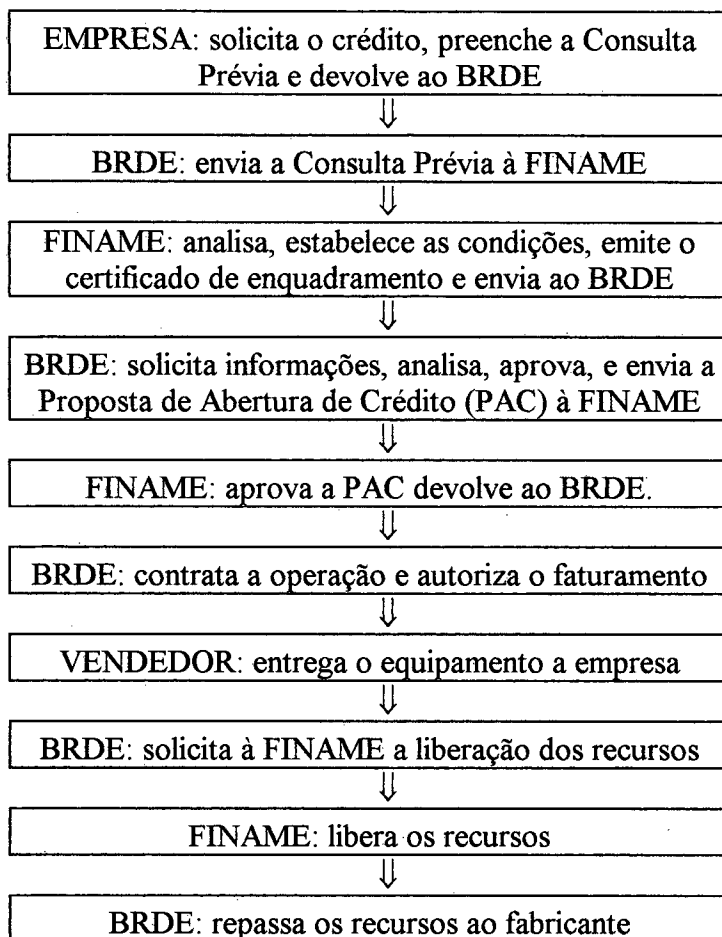 EMPRESA: solicita o crédito, preenche a Consulta
Prévia e devolve ao BRDE
⇓
BRDE: envia a Consulta Prévia à FINAME
⇓
FINAME: analisa, estabelece as condições, emite o
certificado de enquadramento e envia ao BRDE
⇓
BRDE: solicita informações, analisa, aprova, e envia a
Proposta de Abertura de Crédito (PAC) à FINAME
⇓
FINAME: aprova a PAC devolve ao BRDE.
⇓
BRDE: contrata a operação e autoriza o faturamento
⇓
VENDEDOR: entrega o equipamento a empresa
⇓
BRDE: solicita à FINAME a liberação dos recursos
⇓
FINAME: libera os recursos
⇓
BRDE: repassa os recursos ao fabricante